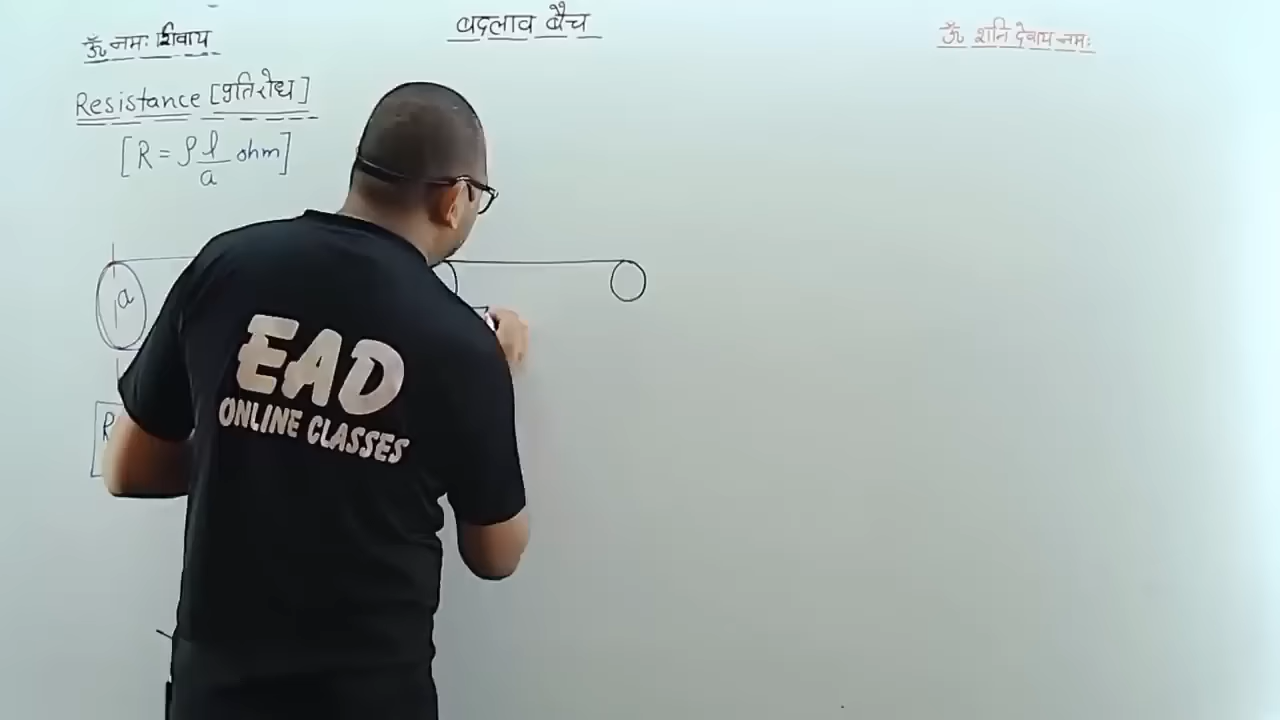 ॐ नमः शिवाय
बदलाव बैच
ॐ शनि देवाय नमः
Resistance [प्रतिरोध]
[R = ρ l/a ohm]
a
R
EAD
ONLINE CLASSES